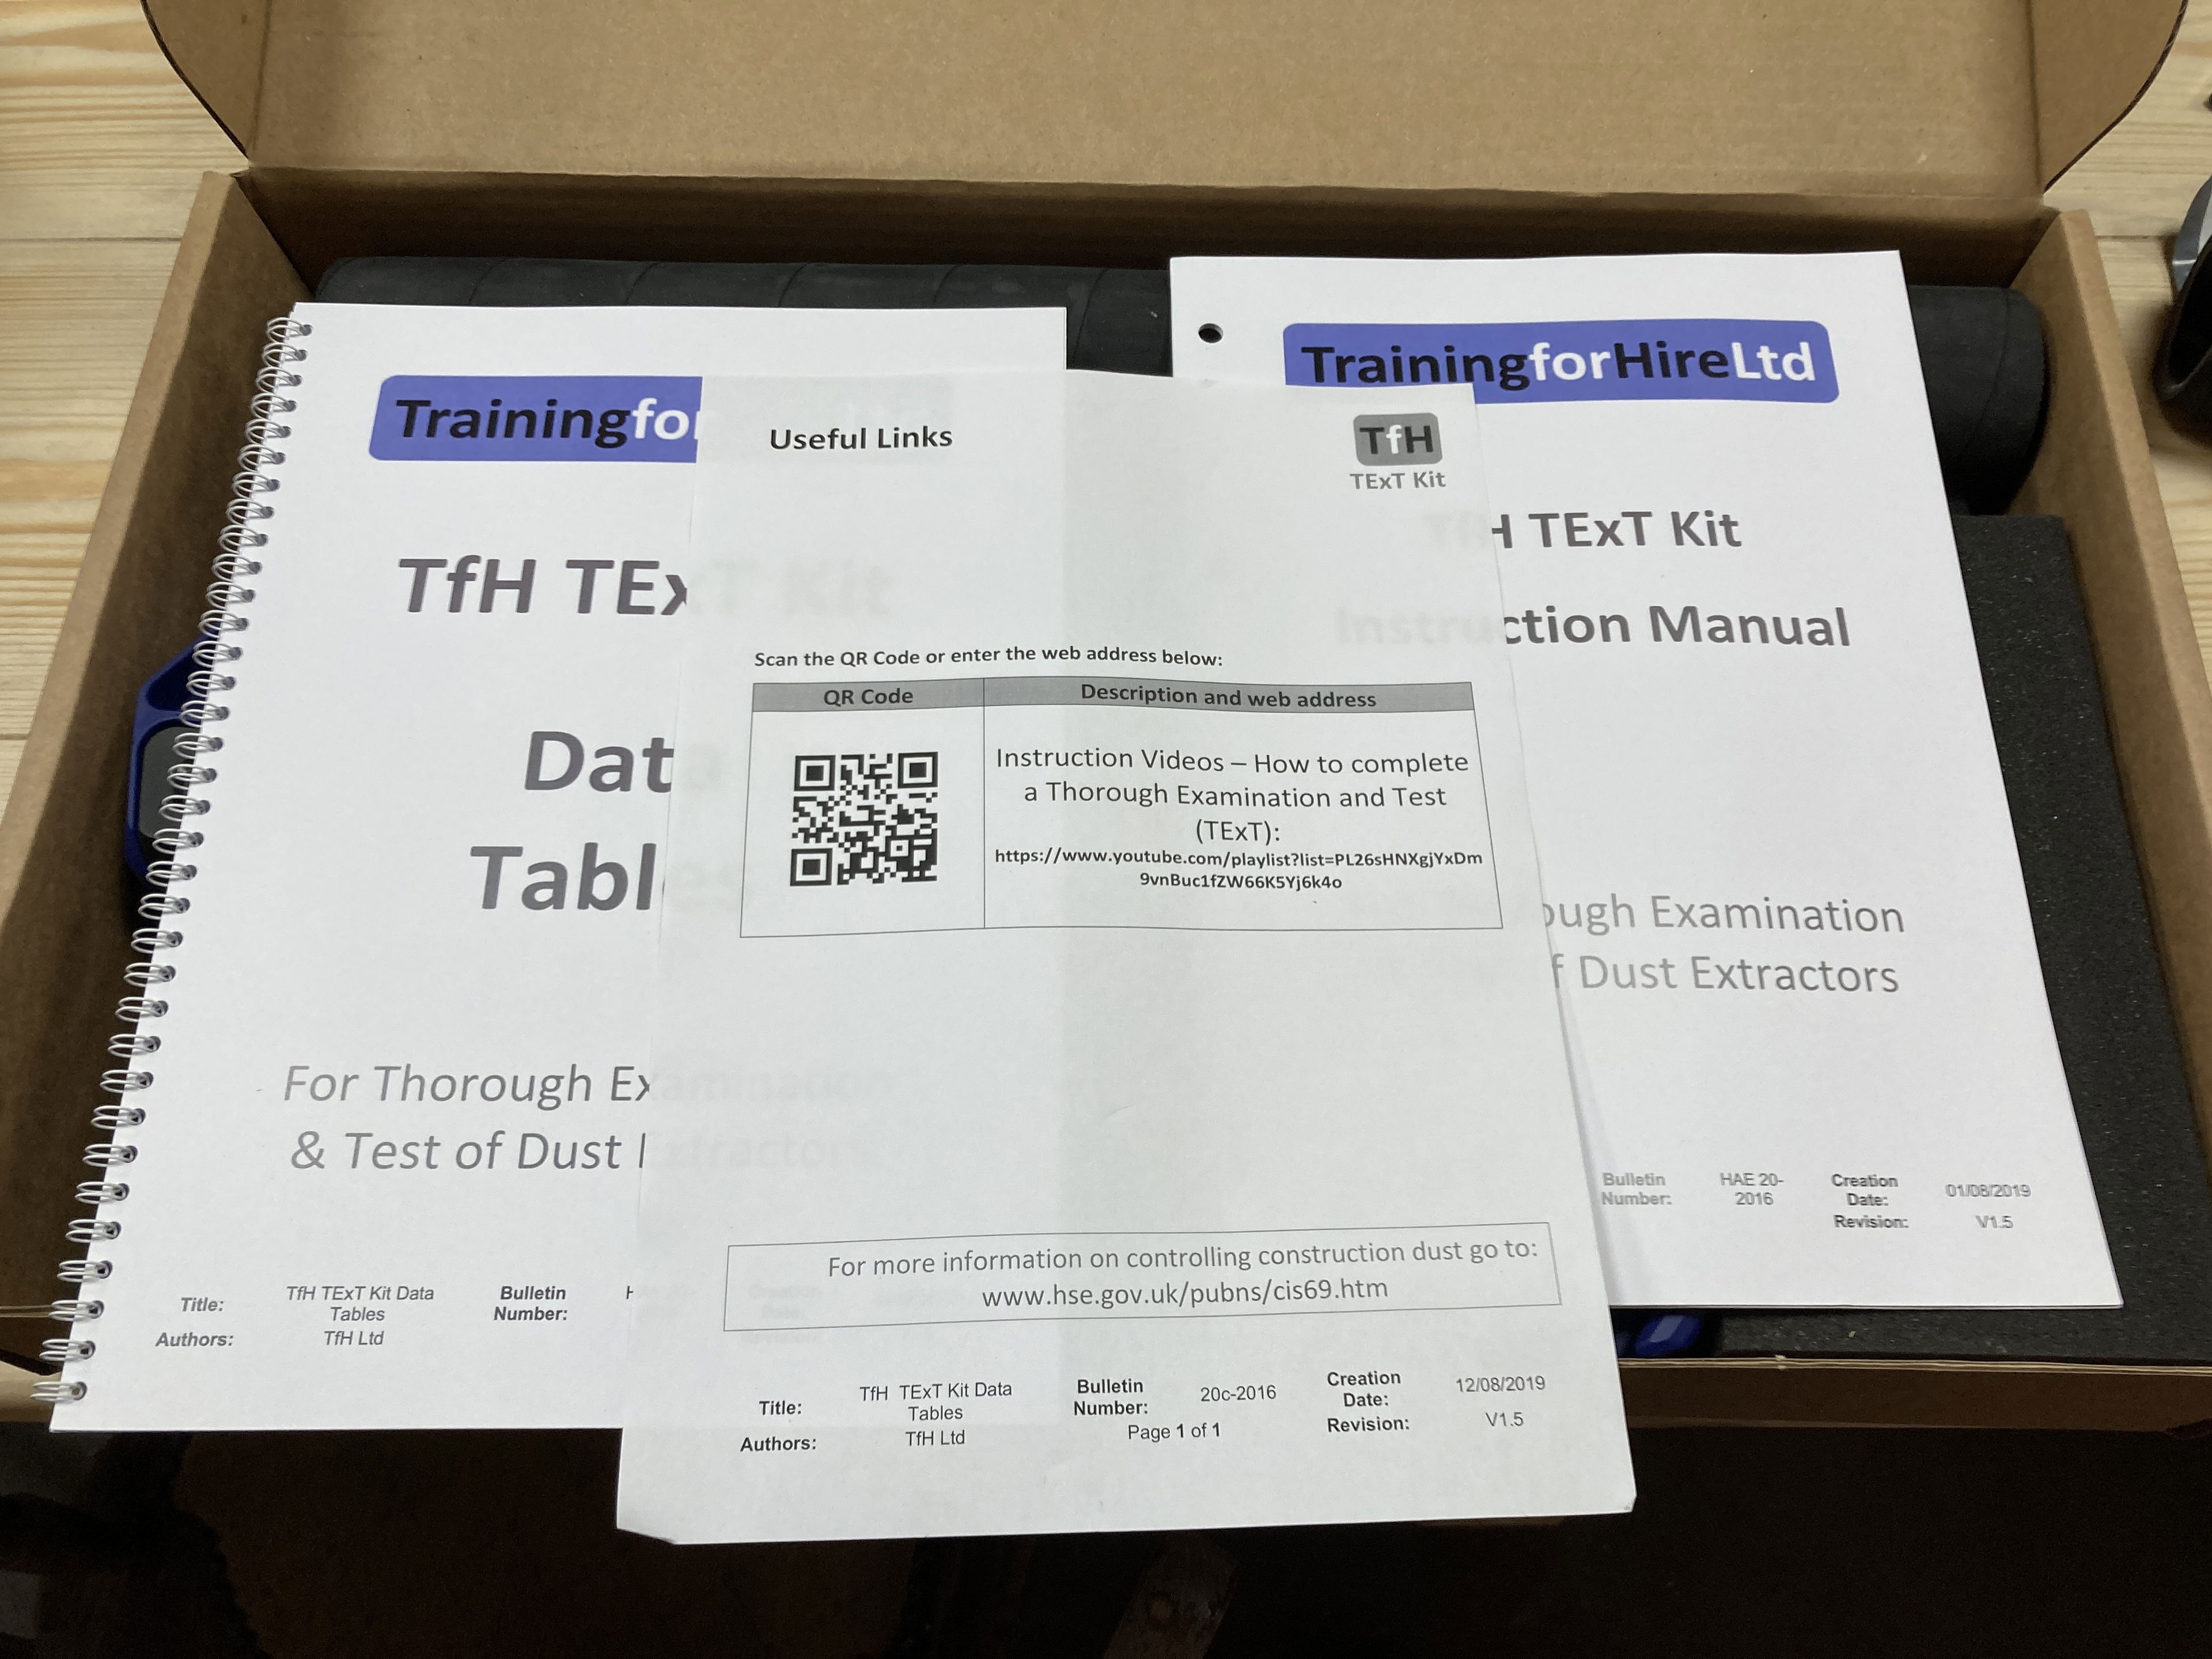 Trainingfo
TfH TEx
Dat
Tabl
For Thorough Ex
& Test of Dust
Title:
TfH TExT Kit Data
Tables
Bulletin
Number:
Authors:
TfH Ltd
Useful Links
TfH
TExT Kit
Scan the QR Code or enter the web address below:
QR Code
Description and web address
Instruction Videos – How to complete
a Thorough Examination and Test
(TExT):
https://www.youtube.com/playlist?list=PL26sHNXgjYxDm
9vnBuc1fZW66K5Yj6k4o
For more information on controlling construction dust go to:
www.hse.gov.uk/pubns/cis69.htm
Title:
TfH TExT Kit Data
Tables
Bulletin
Number:
20c-2016
Creation
Date:
12/08/2019
Authors:
TfH Ltd
Page 1 of 1
Revision:
V1.5
TrainingforHireLtd
H TExT Kit
Instruction Manual
ough Examination
f Dust Extractors
Bulletin
Number:
HAE 20-
2016
Creation
Date:
01/08/2019
Revision:
V1.5